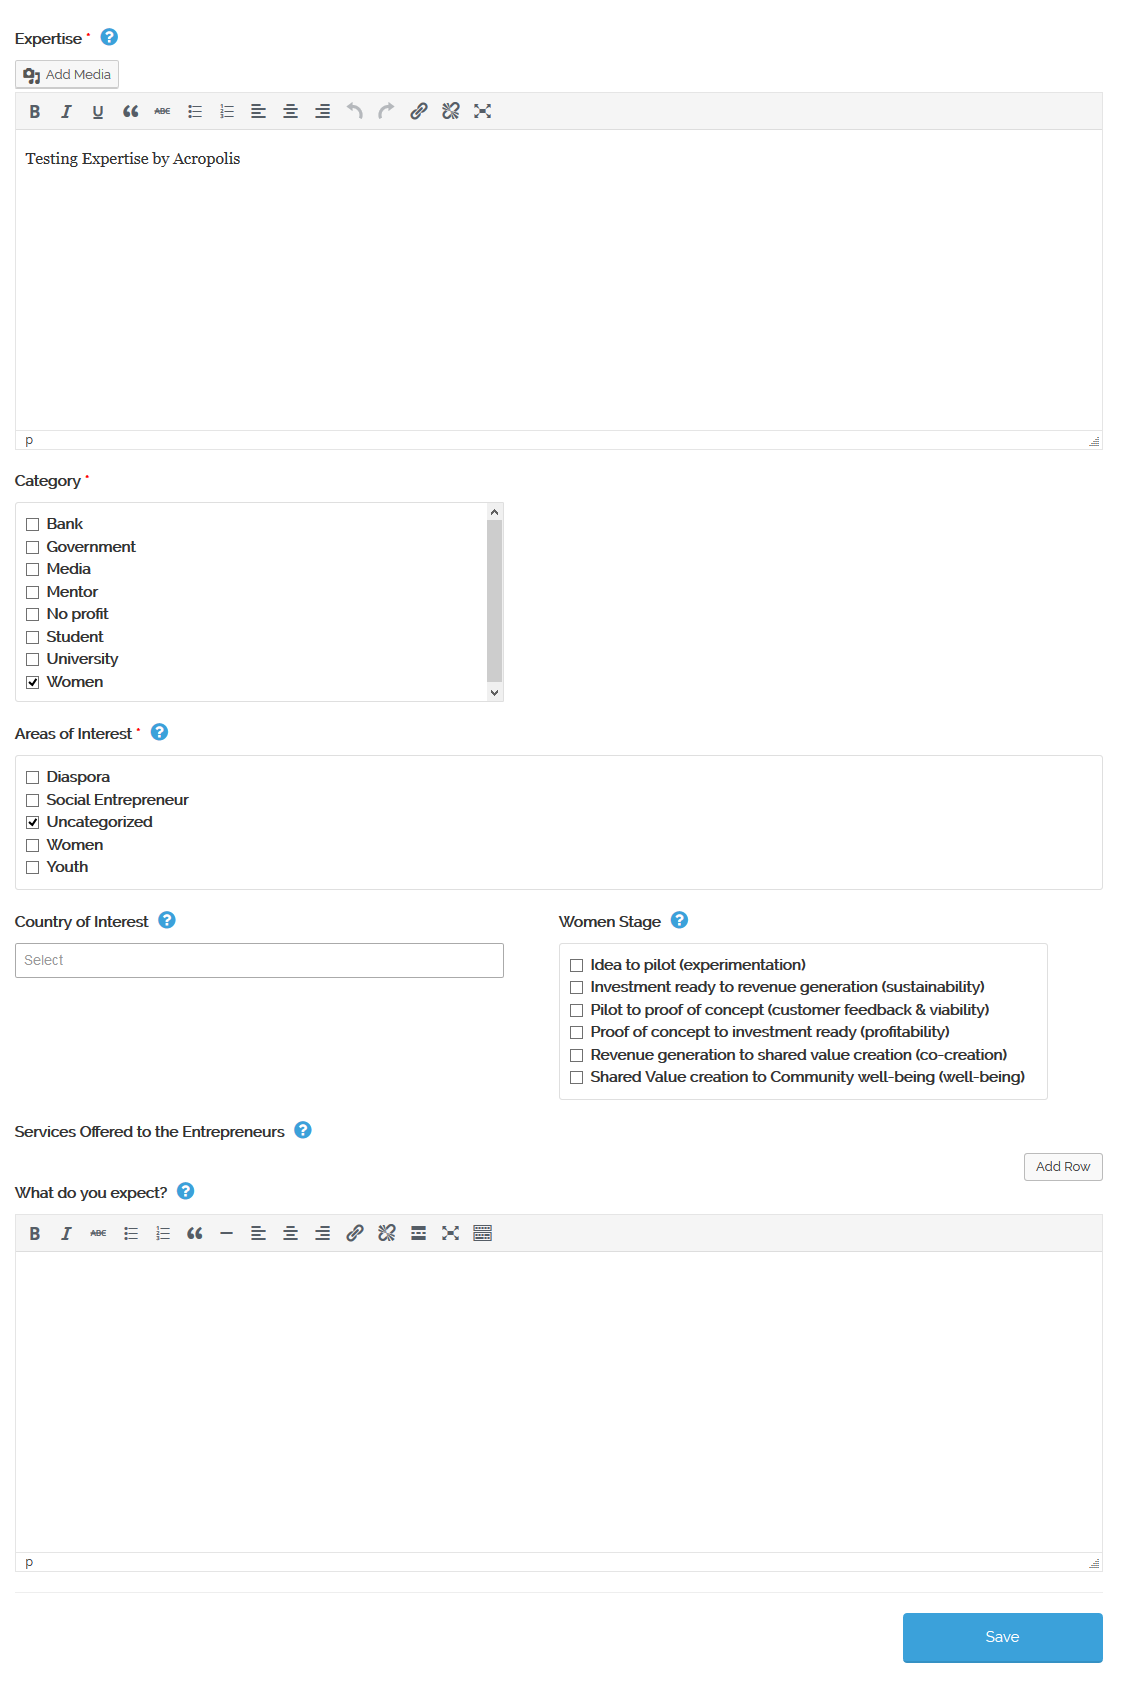 Expertise *
Add Media
B I U ABC
Testing Expertise by Acropolis
p
Category *
Bank
Government
Media
Mentor
No profit
Student
University
Women
Areas of Interest *
Diaspora
Social Entrepreneur
Uncategorized
Women
Youth
Country of Interest
Select
Women Stage
Idea to pilot (experimentation)
Investment ready to revenue generation (sustainability)
Pilot to proof of concept (customer feedback & viability)
Proof of concept to investment ready (profitability)
Revenue generation to shared value creation (co-creation)
Shared Value creation to Community well-being (well-being)
Services Offered to the Entrepreneurs
Add Row
What do you expect?
B I ABC
p
Save